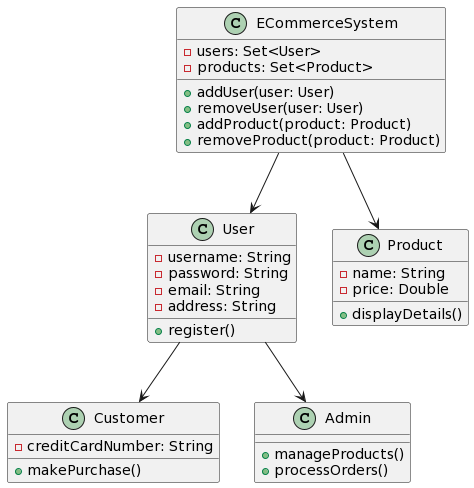 C ECommerceSystem
users: Set<User>
products: Set<Product>
addUser(user: User)
removeUser(user: User)
addProduct(product: Product)
removeProduct(product: Product)
C User
username: String
password: String
email: String
address: String
register()
C Product
name: String
price: Double
displayDetails()
C Customer
creditCardNumber: String
makePurchase()
C Admin
manageProducts()
processOrders()